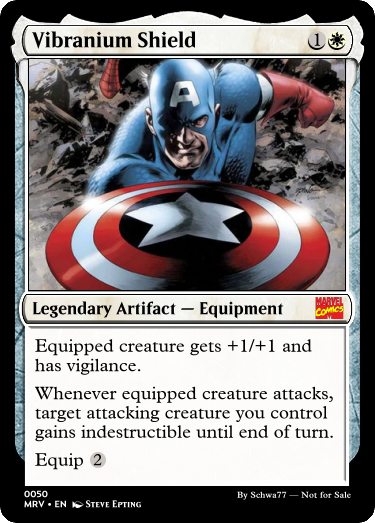 Vibranium Shield 1
A
Legendary Artifact — Equipment
MARVEL
COMICS
Equipped creature gets +1/+1 and
has vigilance.
Whenever equipped creature attacks,
target attacking creature you control
gains indestructible until end of turn.
Equip 2
0050
MRV • EN Steve Epting
By Schwa77 — Not for Sale